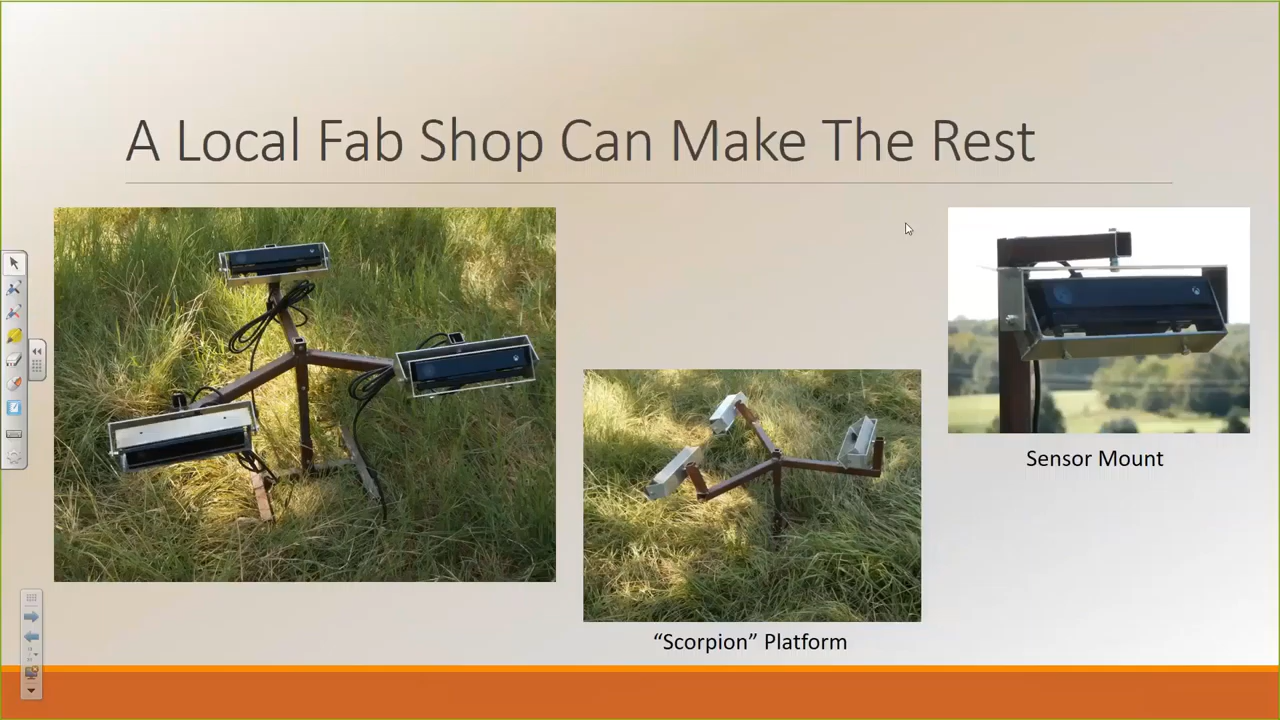 A Local Fab Shop Can Make The Rest
Sensor Mount
“Scorpion” Platform